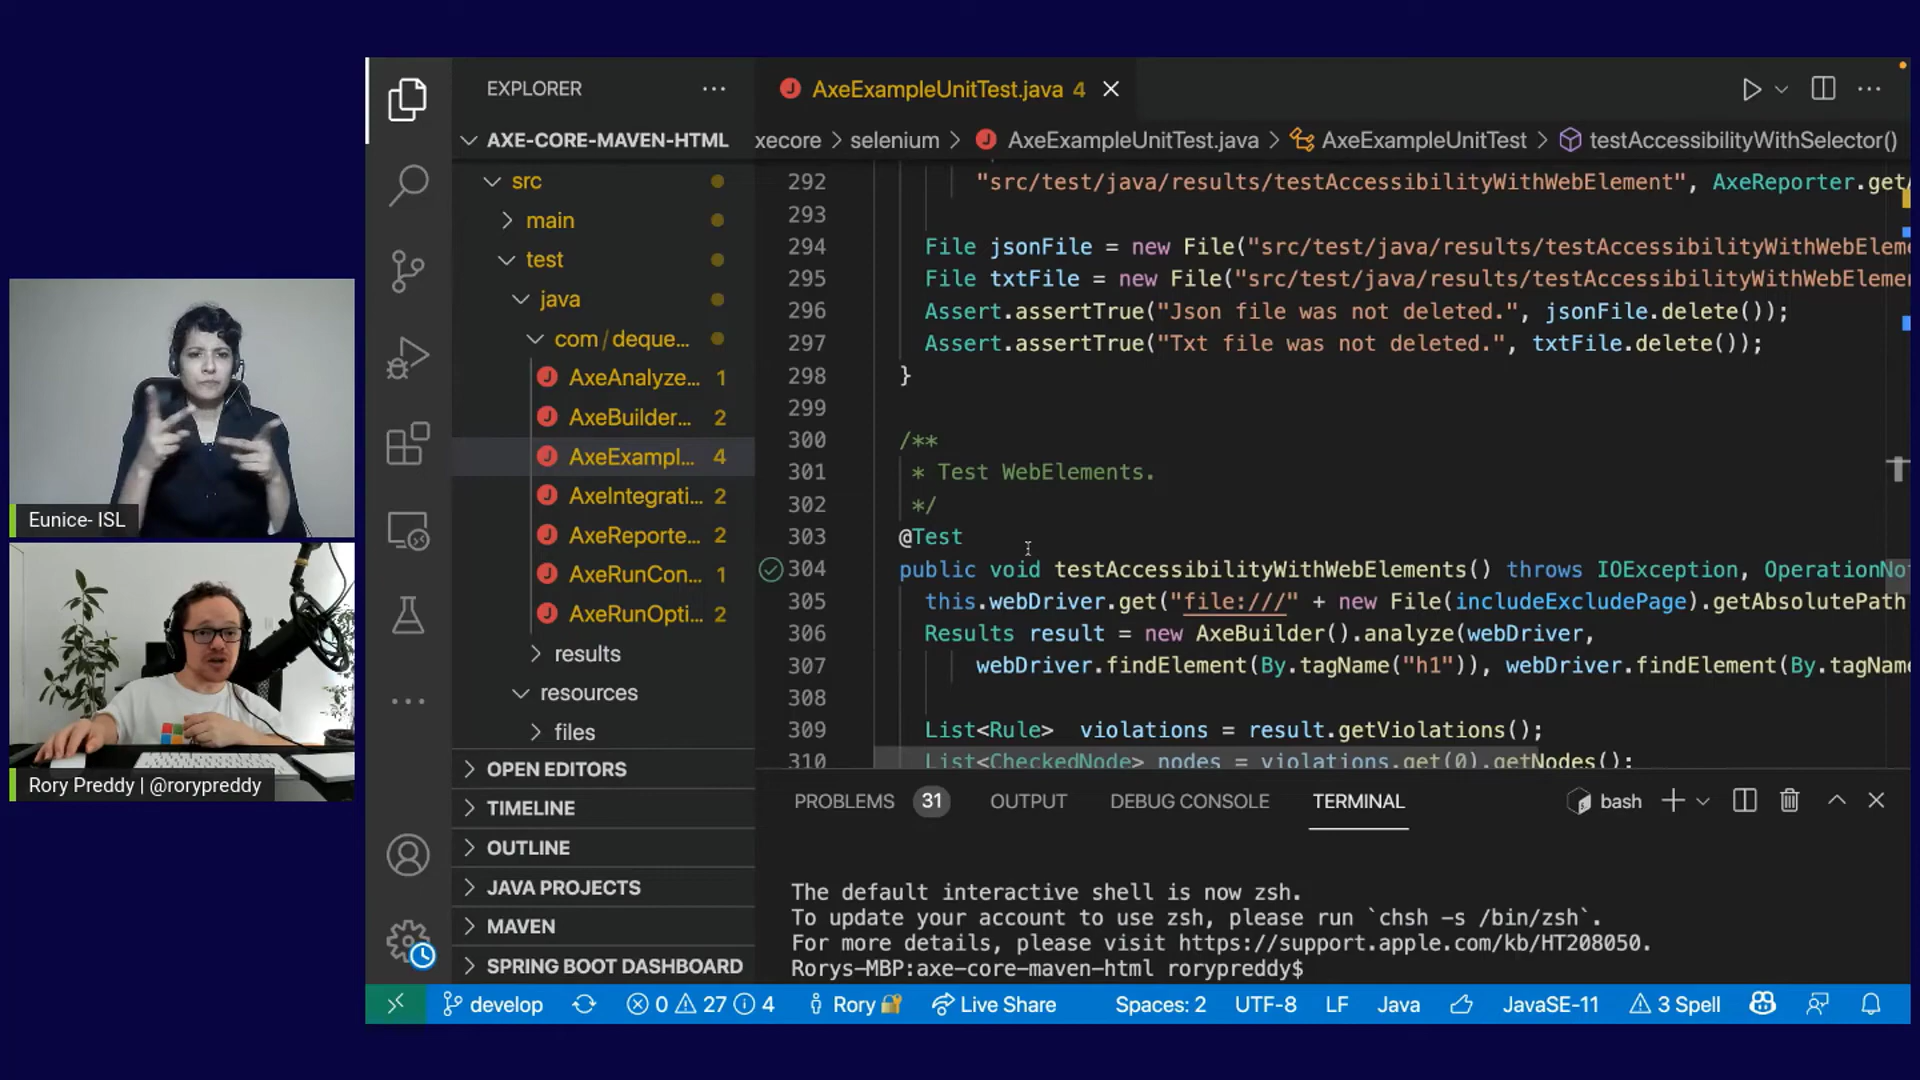 EXPLORER
AXE-CORE-MAVEN-HTML
src
main
test
java
com/deque...
AxeAnalyze... 1
AxeBuilder... 2
AxeExampl... 4
AxeIntegrati... 2
AxeReporte... 2
AxeRunCon... 1
AxeRunOpti... 2
results
resources
files
OPEN EDITORS
TIMELINE
OUTLINE
JAVA PROJECTS
MAVEN
SPRING BOOT DASHBOARD
AxeExampleUnitTest.java 4
xecore > selenium > AxeExampleUnitTest.java > AxeExampleUnitTest > testAccessibilityWithSelector()
292 "src/test/java/results/testAccessibilityWithWebElement", AxeReporter.get
293
294 File jsonFile = new File("src/test/java/results/testAccessibilityWithWebEleme
295 File txtFile = new File("src/test/java/results/testAccessibilityWithWebElemen
296 Assert.assertTrue("Json file was not deleted.", jsonFile.delete());
297 Assert.assertTrue("Txt file was not deleted.", txtFile.delete());
298 }
299
300 /**
301 * Test WebElements.
302 */
303 @Test
304 public void testAccessibilityWithWebElements() throws IOException, OperationNo
305 this.webDriver.get("file:///" + new File(includeExcludePage).getAbsolutePath
306 Results result = new AxeBuilder().analyze(webDriver,
307 webDriver.findElement(By.tagName("h1")), webDriver.findElement(By.tagName
308
309 List<Rule> violations = result.getViolations();
310 List<CheckedNode> nodes = violations.get(0).getNodes();
PROBLEMS 31 OUTPUT DEBUG CONSOLE TERMINAL bash
The default interactive shell is now zsh.
To update your account to use zsh, please run `chsh -s /bin/zsh`.
For more details, please visit https://support.apple.com/kb/HT208050.
Rorys-MBP:axe-core-maven-html rorypreddy$
develop 0 27 4 Rory Live Share Spaces: 2 UTF-8 LF Java JavaSE-11 3 Spell
Eunice- ISL
Rory Preddy | @rorypreddy